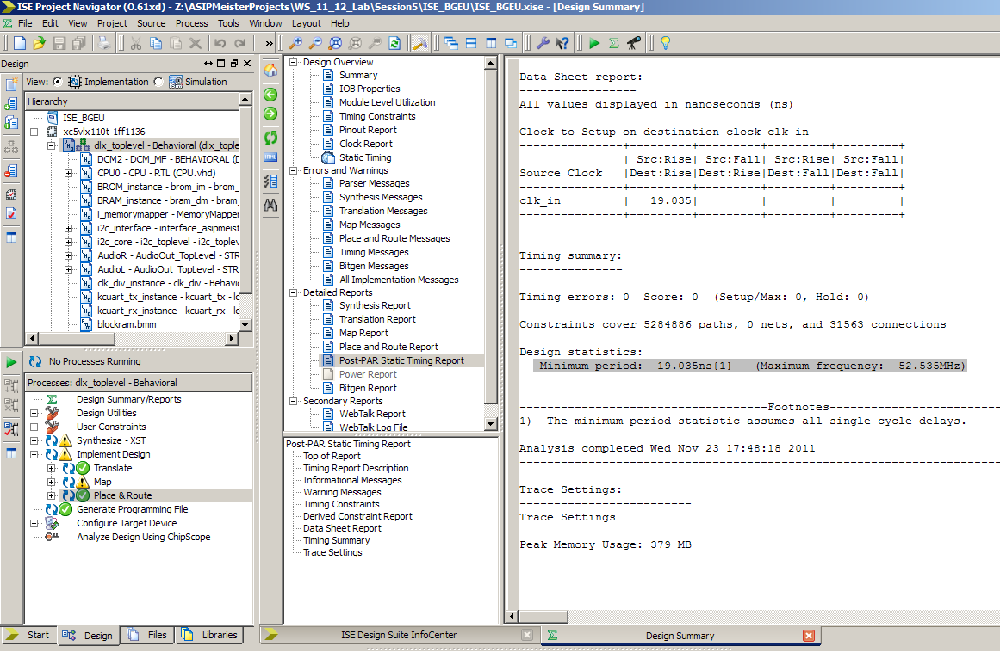 ISE Project Navigator (0.61xd) - Z:\ASIPMeisterProjects\WS_11_12_Lab\Session5\ISE_BGEU\ISE_BGEU.xise - [Design Summary]
File Edit View Project Source Process Tools Window Layout Help
Design
View: Implementation Simulation
Hierarchy
ISE_BGEU
xc5vlx110t-1ff1136
dlx_toplevel - Behavioral (dlx_tople
DCM2 - DCM_MF - BEHAVIORAL (D
CPU0 - CPU - RTL (CPU.vhd)
BROM_instance - brom_im - brom_
BRAM_instance - bram_dm - bram_
i_memorymapper - MemoryMapper
i2c_interface - interface_asipmeist
i2c_core - i2c_toplevel - i2c_toplev
AudioR - AudioOut_TopLevel - STR
AudioL - AudioOut_TopLevel - STR
clk_div_instance - clk_div - Behavi
kcuart_tx_instance - kcuart_tx - lo
kcuart_rx_instance - kcuart_rx - lo
blockram.bmm
No Processes Running
Processes: dlx_toplevel - Behavioral
Design Summary/Reports
Design Utilities
User Constraints
Synthesize - XST
Implement Design
Translate
Map
Place & Route
Generate Programming File
Configure Target Device
Analyze Design Using ChipScope
Start Design Files Libraries
Design Overview
Summary
IOB Properties
Module Level Utilization
Timing Constraints
Pinout Report
Clock Report
Static Timing
Errors and Warnings
Parser Messages
Synthesis Messages
Translation Messages
Map Messages
Place and Route Messages
Timing Messages
Bitgen Messages
All Implementation Messages
Detailed Reports
Synthesis Report
Translation Report
Map Report
Place and Route Report
Post-PAR Static Timing Report
Power Report
Bitgen Report
Secondary Reports
WebTalk Report
WebTalk Log File
Post-PAR Static Timing Report
Top of Report
Timing Report Description
Informational Messages
Warning Messages
Timing Constraints
Derived Constraint Report
Data Sheet Report
Timing Summary
Trace Settings
Data Sheet report:
-----------------
All values displayed in nanoseconds (ns)
Clock to Setup on destination clock clk_in
---------------+---------+---------+---------+---------+
| Src:Rise| Src:Fall| Src:Rise| Src:Fall|
Source Clock |Dest:Rise|Dest:Rise|Dest:Fall|Dest:Fall|
---------------+---------+---------+---------+---------+
clk_in | 19.035| | | |
---------------+---------+---------+---------+---------+
Timing summary:
---------------
Timing errors: 0 Score: 0 (Setup/Max: 0, Hold: 0)
Constraints cover 5284886 paths, 0 nets, and 31563 connections
Design statistics:
Minimum period: 19.035ns{1} (Maximum frequency: 52.535MHz)
------------------------------------Footnotes-------------------------
1) The minimum period statistic assumes all single cycle delays.
Analysis completed Wed Nov 23 17:48:18 2011
----------------------------------------------------------------------
Trace Settings:
-------------------------
Trace Settings
Peak Memory Usage: 379 MB
ISE Design Suite InfoCenter
Design Summary